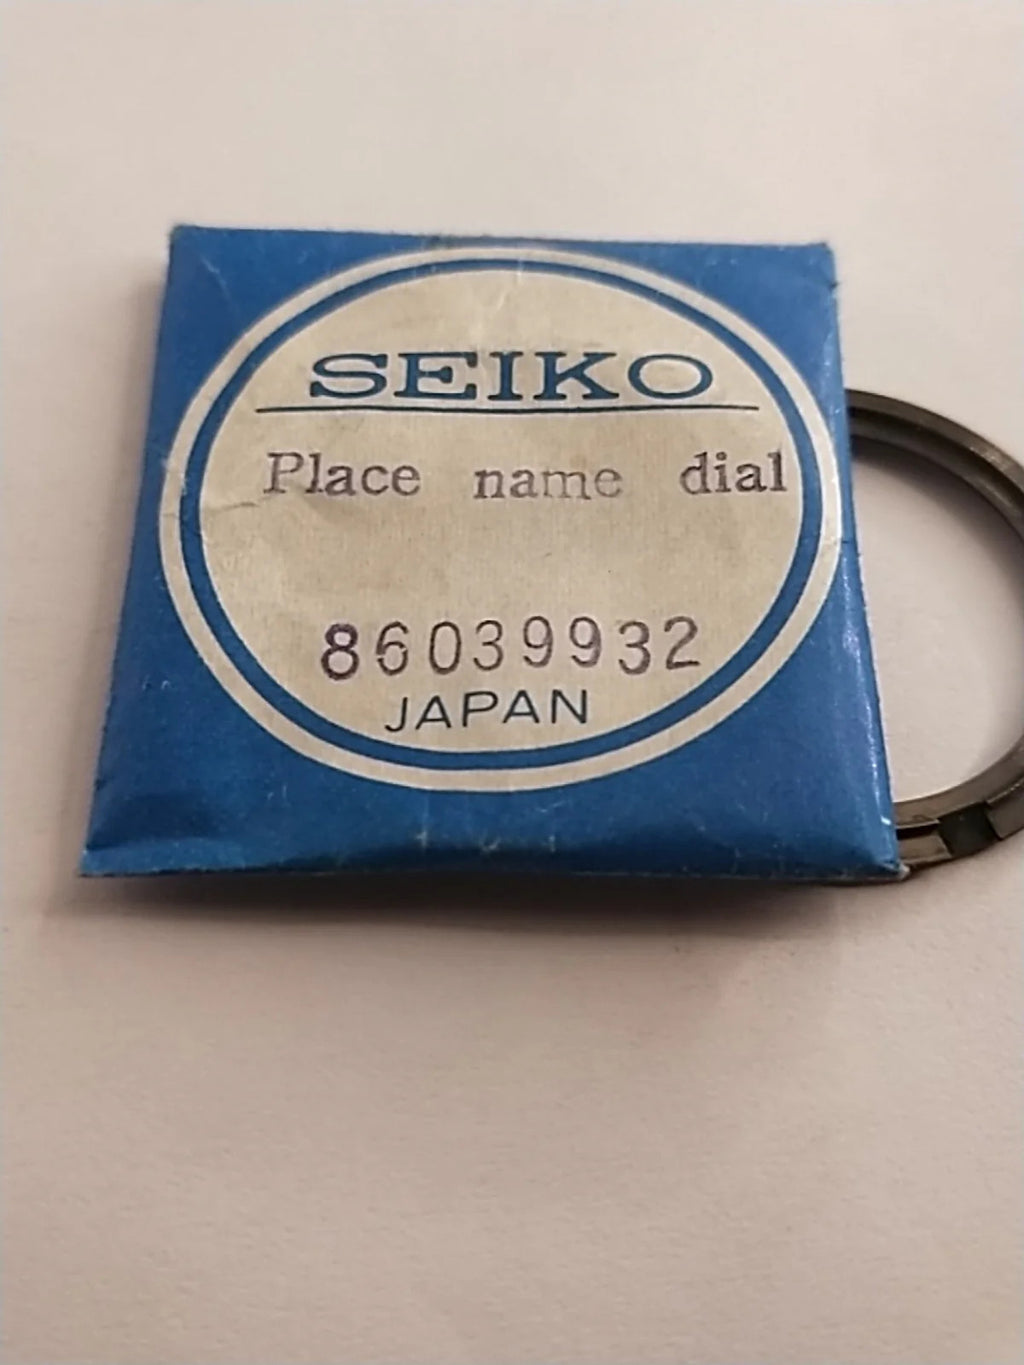 SEIKO
Place name dial
86039932
JAPAN